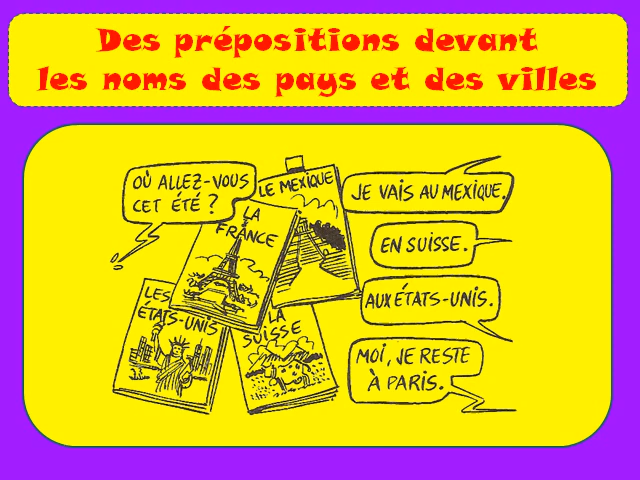 Des prépositions devant
les noms des pays et des villes
OÙ ALLEZ-VOUS
CET ÉTÉ ?
LE MEXIQUE
LA
FRANCE
LES
ÉTATS-UNIS
LA
SUISSE
JE VAIS AU MEXIQUE.
EN SUISSE.
AUX ÉTATS-UNIS.
MOI, JE RESTE
À PARIS.